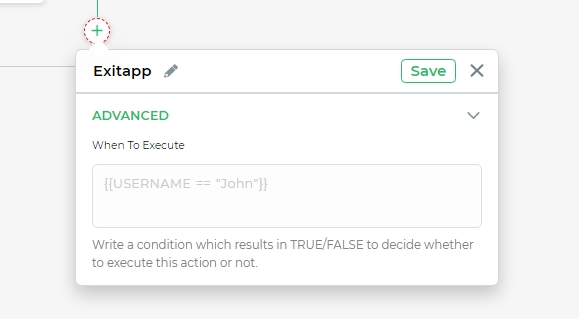 Exitapp
Save
ADVANCED
When To Execute
{{USERNAME == "John"}}
Write a condition which results in TRUE/FALSE to decide whether
to execute this action or not.